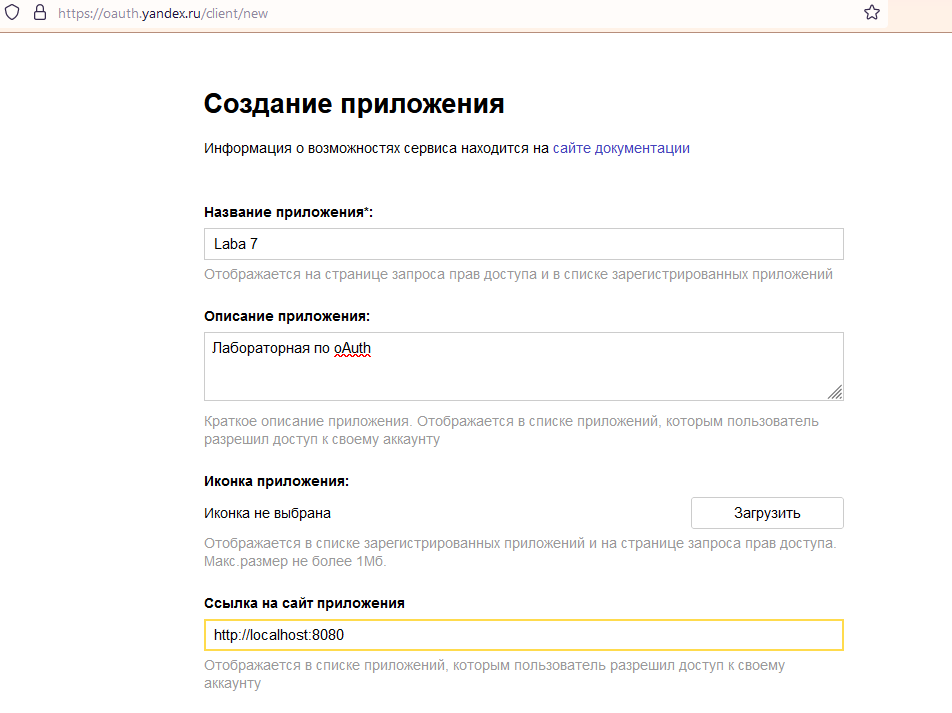 https://oauth.yandex.ru/client/new
Создание приложения
Информация о возможностях сервиса находится на сайте документации
Название приложения*:
Laba 7
Отображается на странице запроса прав доступа и в списке зарегистрированных приложений
Описание приложения:
Лабораторная по oAuth
Краткое описание приложения. Отображается в списке приложений, которым пользователь
разрешил доступ к своему аккаунту
Иконка приложения:
Иконка не выбрана
Загрузить
Отображается в списке зарегистрированных приложений и на странице запроса прав доступа.
Макс.размер не более 1Мб.
Ссылка на сайт приложения
http://localhost:8080
Отображается в списке приложений, которым пользователь разрешил доступ к своему
аккаунту